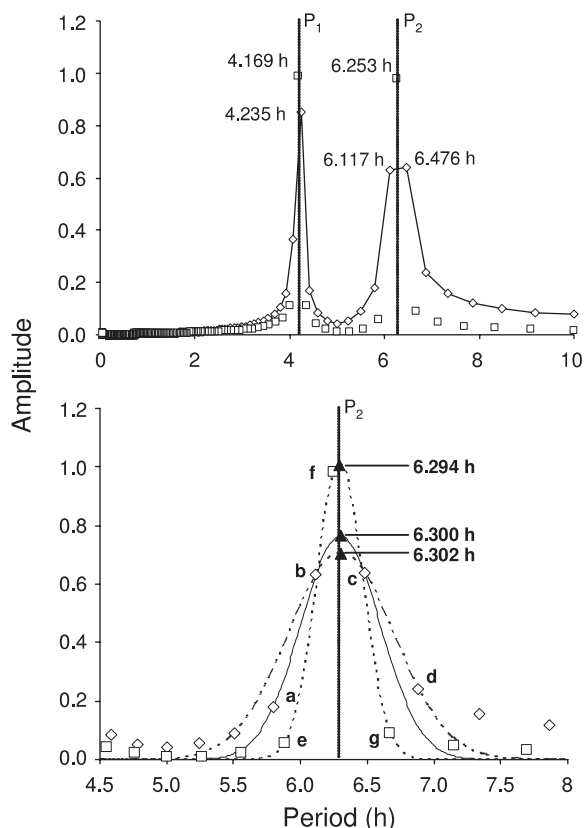 P1 P2
1.2
1.0
0.8
0.6
0.4
0.2
0.0
4.169 h
4.235 h
6.253 h
6.117 h 6.476 h
0 2 4 6 8 10
Amplitude
P2
1.2
1.0
0.8
0.6
0.4
0.2
0.0
f
b
c
a
d
e
g
6.294 h
6.300 h
6.302 h
4.5 5.0 5.5 6.0 6.5 7.0 7.5 8
Period (h)